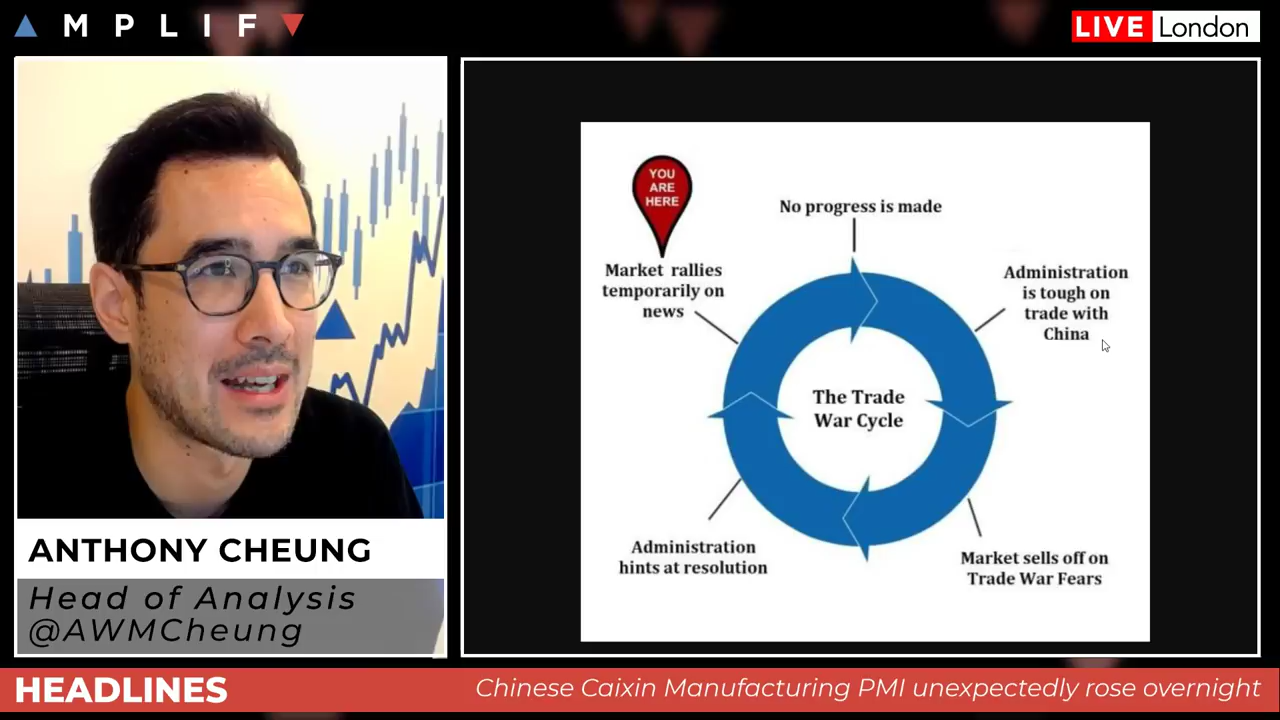 AMPLIFY
LIVE London
YOU
ARE
HERE
No progress is made
Market rallies
temporarily on
news
Administration
is tough on
trade with
China
The Trade
War Cycle
Administration
hints at resolution
Market sells off on
Trade War Fears
ANTHONY CHEUNG
Head of Analysis
@AWMCheung
HEADLINES
Chinese Caixin Manufacturing PMI unexpectedly rose overnight